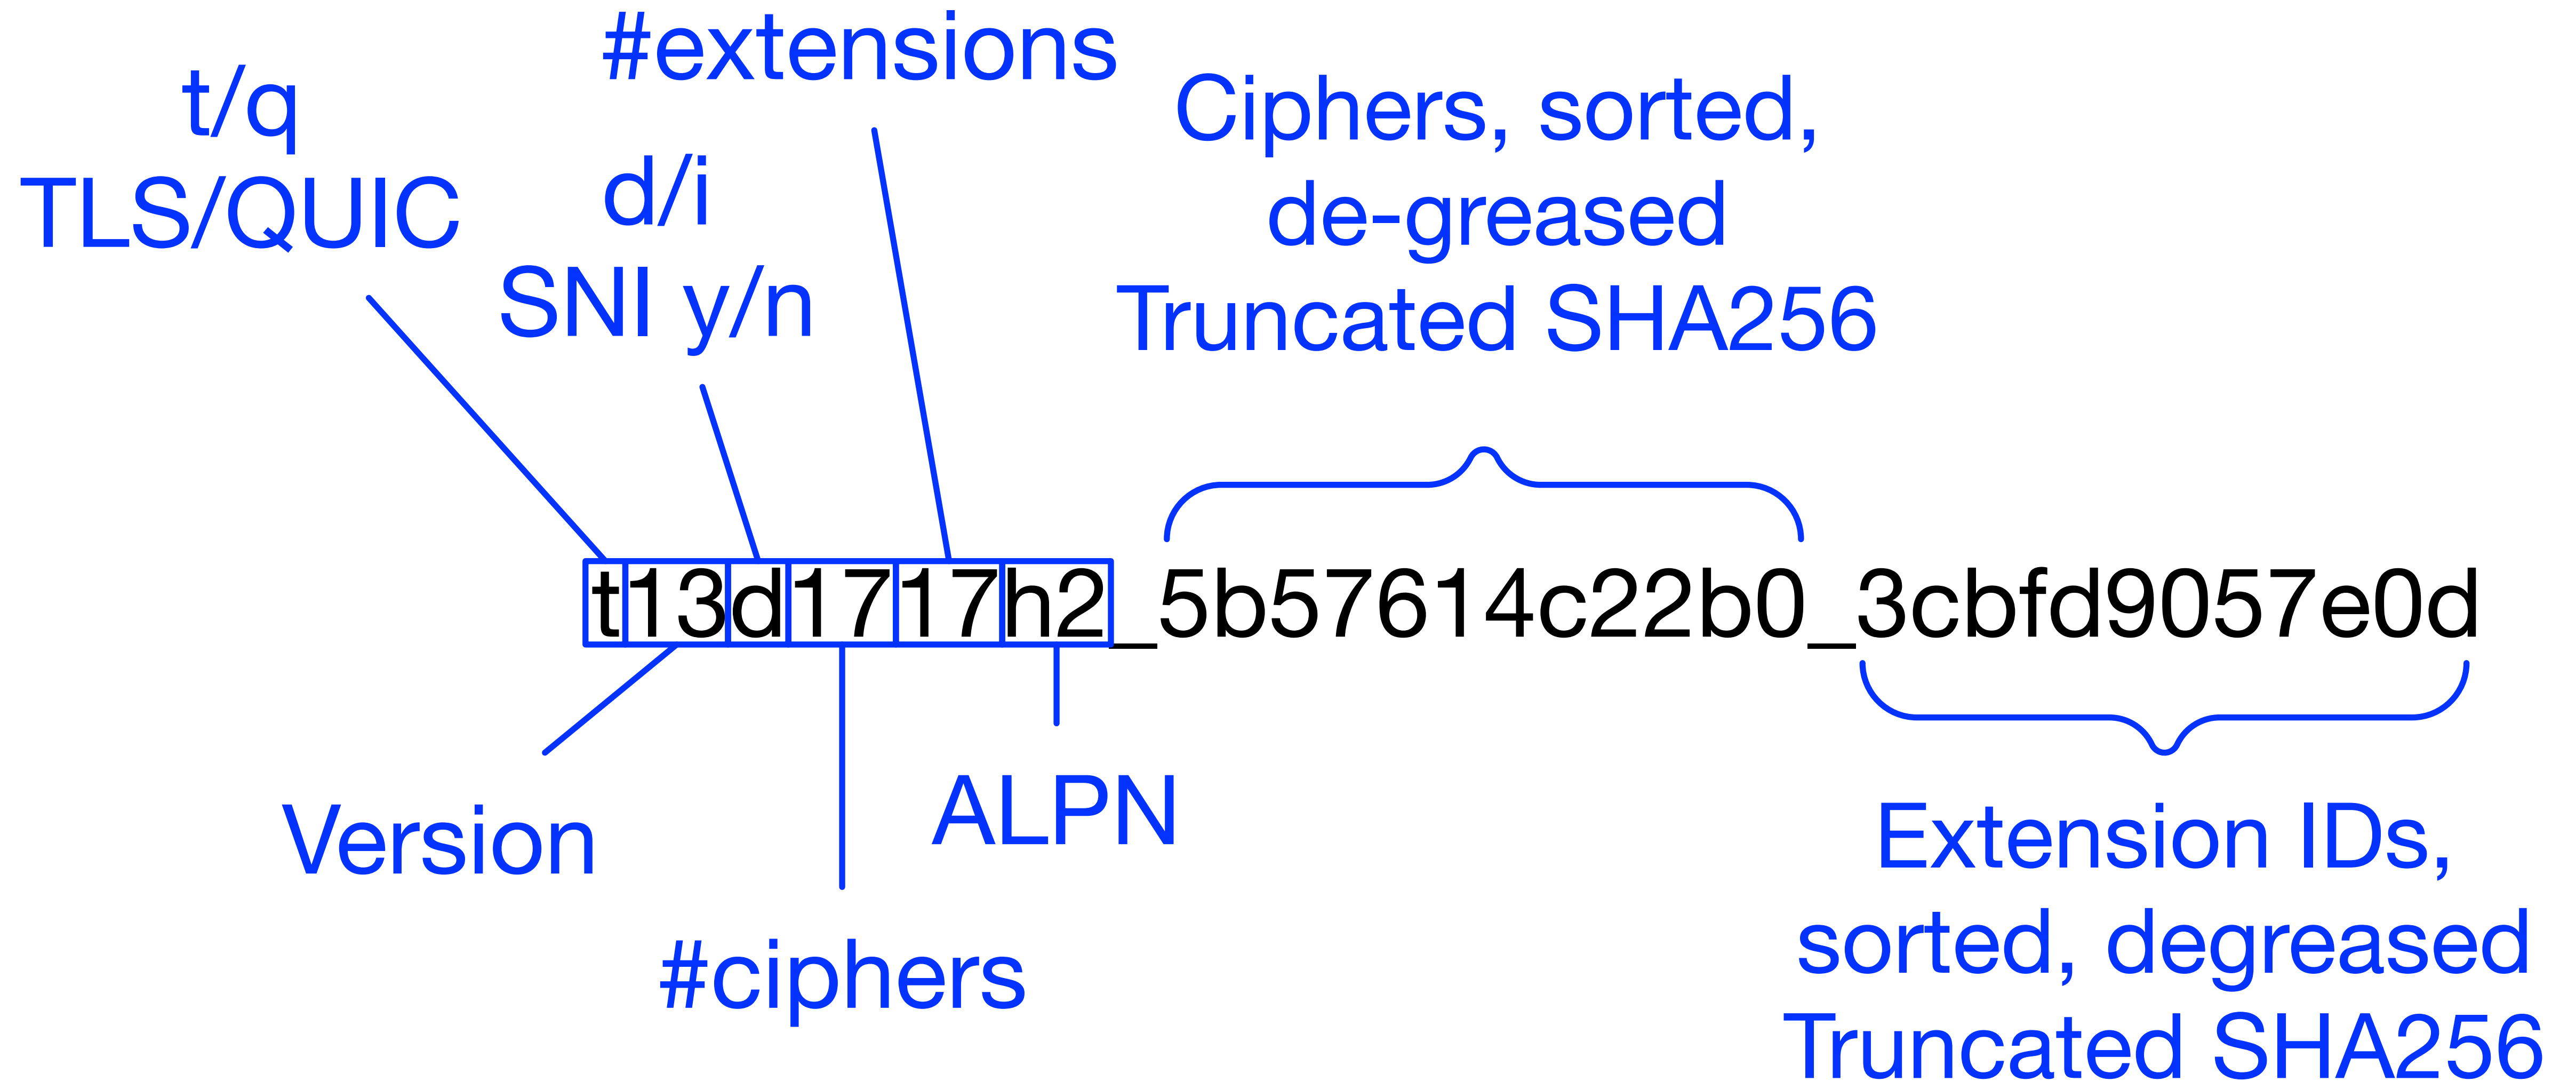 #extensions
t/q
TLS/QUIC
d/i
SNI y/n
Ciphers, sorted,
de-greased
Truncated SHA256
t13d1717h2_5b57614c22b0_3cbfd9057e0d
Version
ALPN
#ciphers
Extension IDs,
sorted, degreased
Truncated SHA256